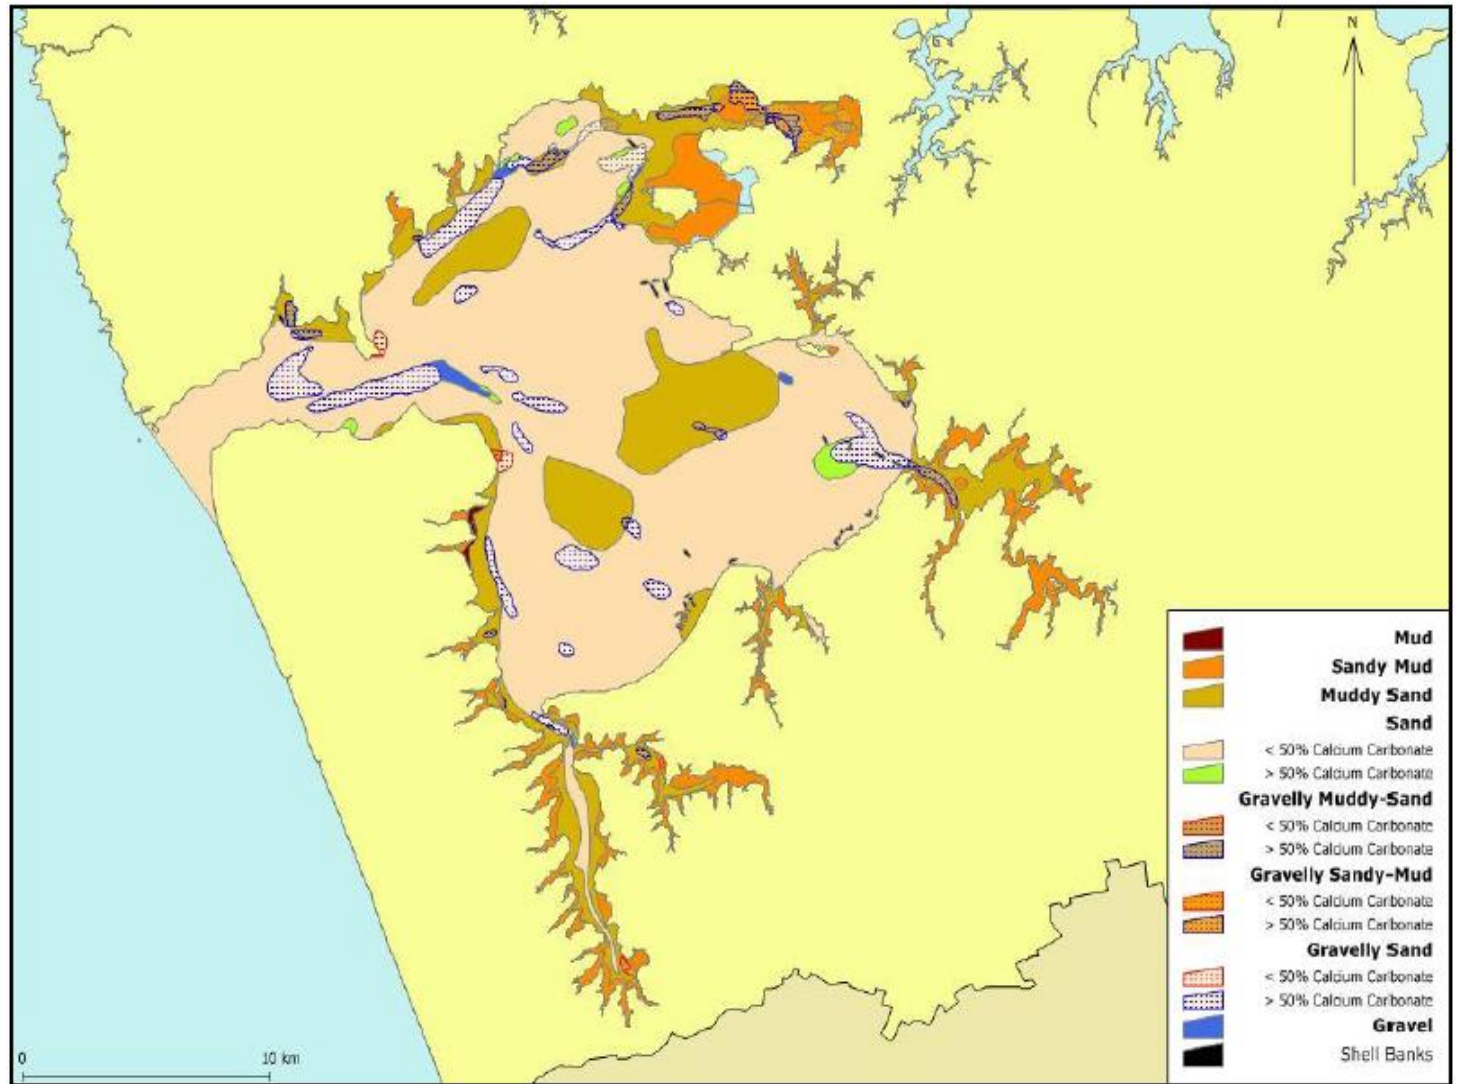 N
Mud
Sandy Mud
Muddy Sand
Sand
< 50% Calcium Carbonate
> 50% Calcium Carbonate
Gravelly Muddy-Sand
< 50% Calcium Carbonate
> 50% Calcium Carbonate
Gravelly Sandy-Mud
< 50% Calcium Carbonate
> 50% Calcium Carbonate
Gravelly Sand
< 50% Calcium Carbonate
> 50% Calcium Carbonate
Gravel
Shell Banks
0 10 km